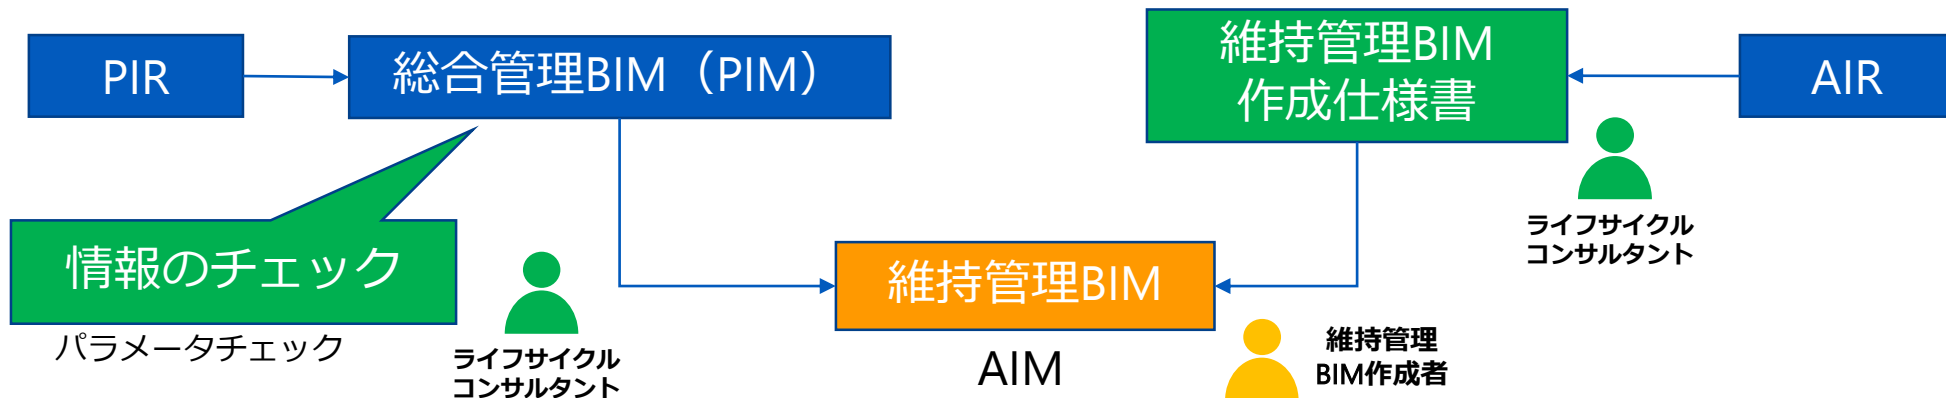 PIR
総合管理BIM（PIM）
維持管理BIM
作成仕様書
AIR
情報のチェック
パラメータチェック
ライフサイクル
コンサルタント
維持管理BIM
AIM
維持管理
BIM作成者
ライフサイクル
コンサルタント